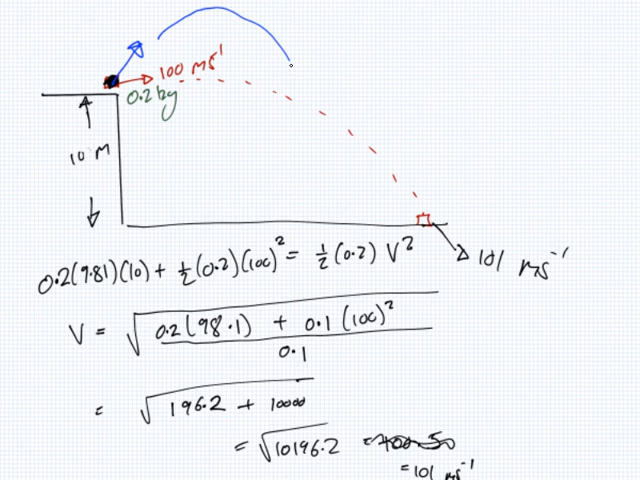 100 ms⁻¹
0.2 kg
10 M
0.2(9.81)(10) + ½(0.2)(100)² = ½(0.2) V²
101 ms⁻¹
V = √((0.2(98.1) + 0.1(100)²) / 0.1)
= √(196.2 + 10000)
= √10196.2
= 101 ms⁻¹